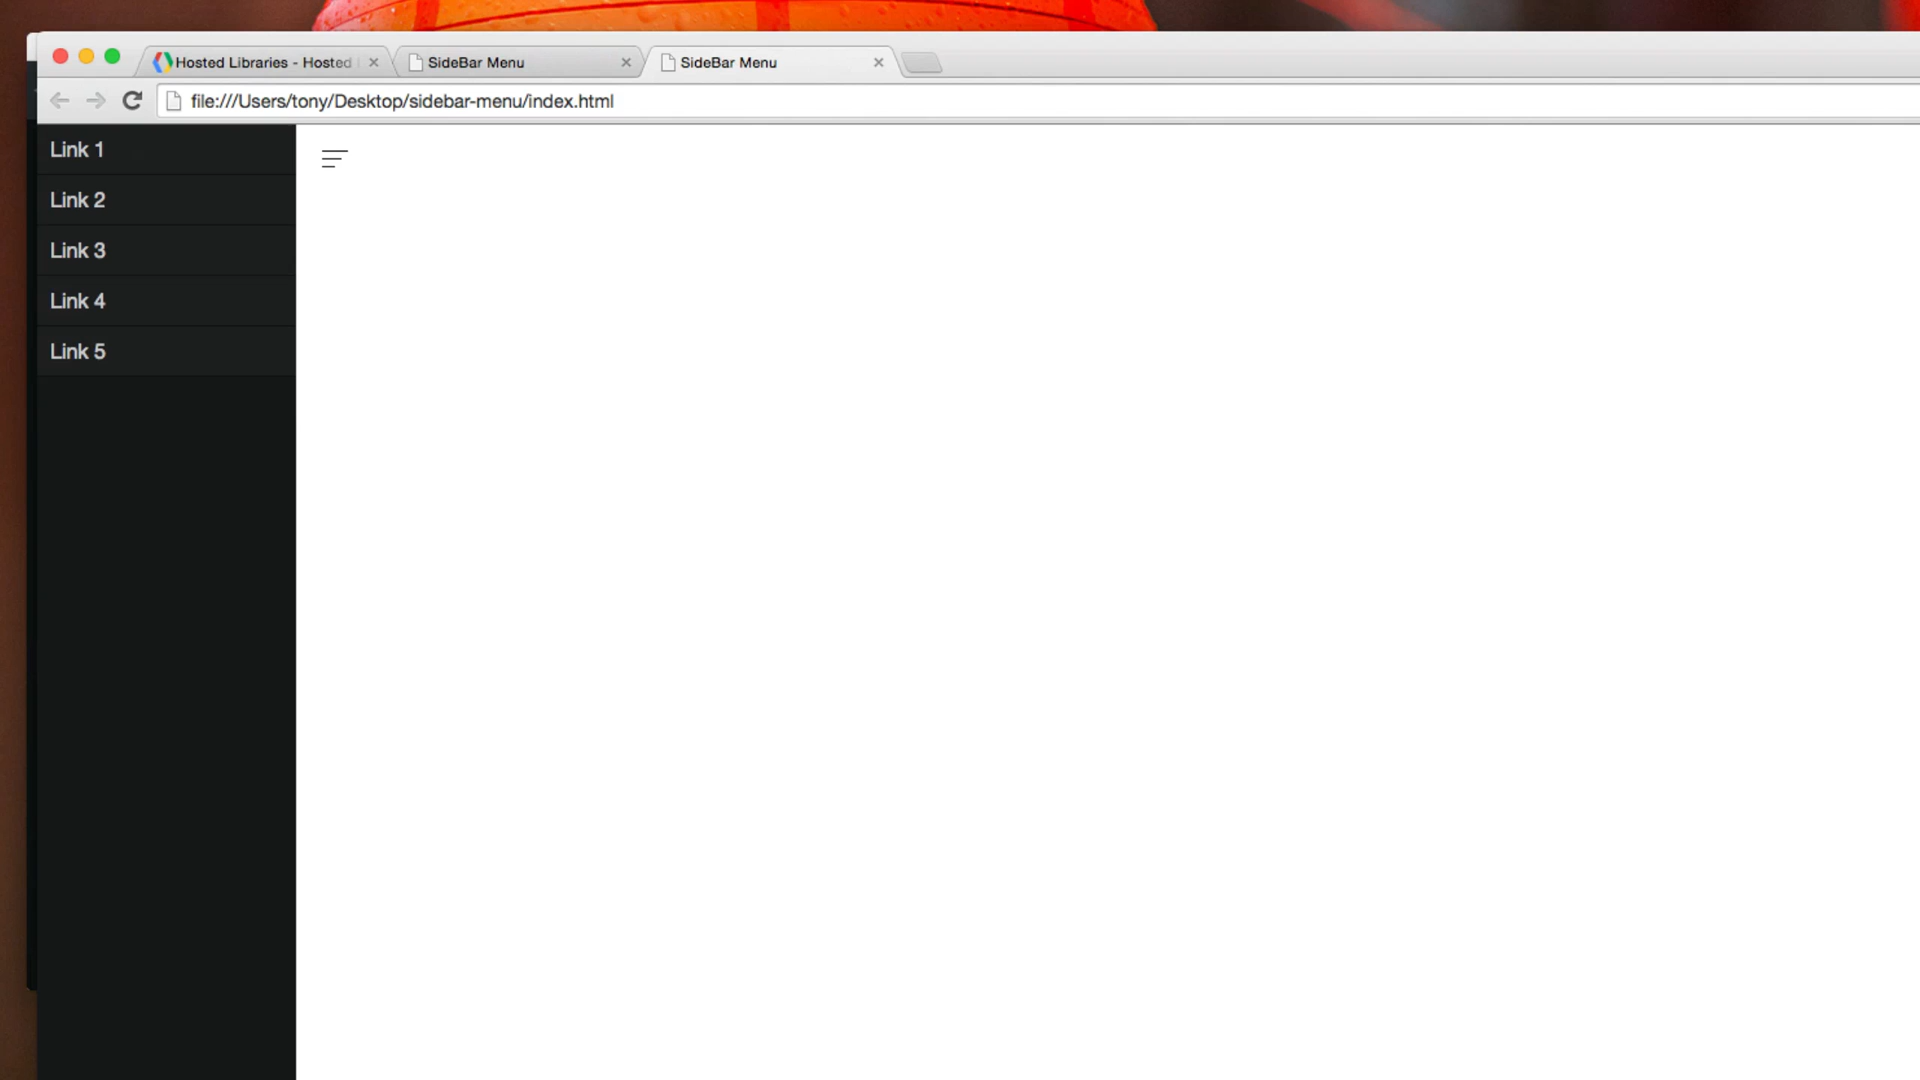 Hosted Libraries - Hosted
SideBar Menu
SideBar Menu
file:///Users/tony/Desktop/sidebar-menu/index.html
Link 1
Link 2
Link 3
Link 4
Link 5